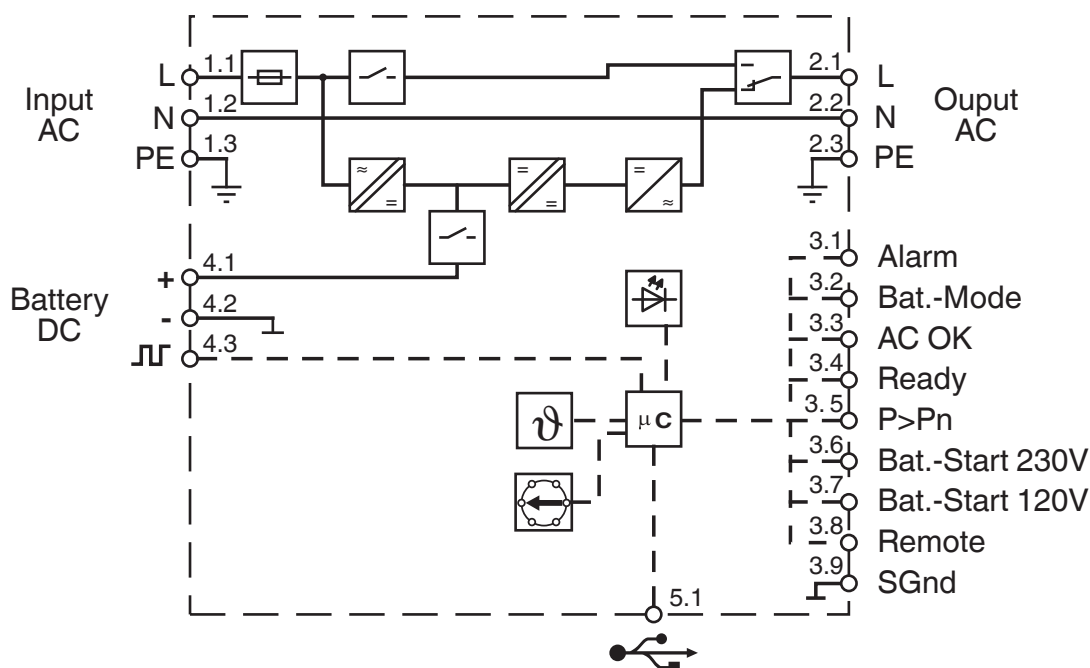 Input
AC
L
N
PE
1.1
1.2
1.3
2.1
2.2
2.3
L
N
PE
Ouput
AC
≈
=
=
=
=
≈
Battery
DC
+
-
4.1
4.2
4.3
ϑ
µC
3.1 Alarm
3.2 Bat.-Mode
3.3 AC OK
3.4 Ready
3.5 P>Pn
3.6 Bat.-Start 230V
3.7 Bat.-Start 120V
3.8 Remote
3.9 SGnd
5.1